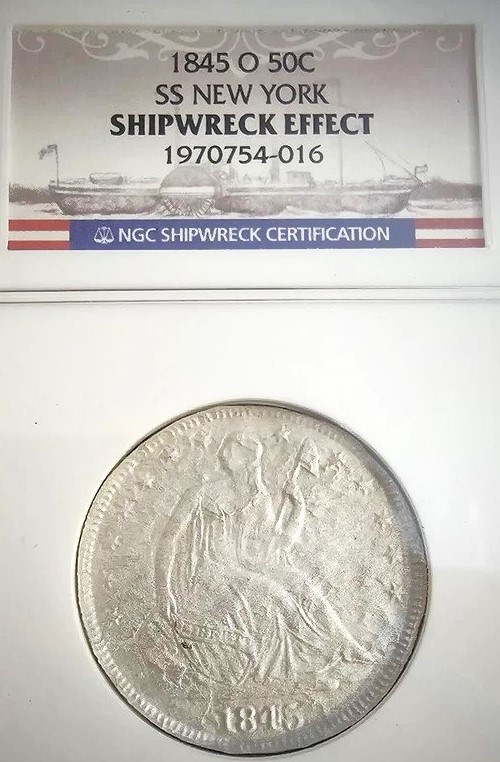 1845 O 50C
SS NEW YORK
SHIPWRECK EFFECT
1970754-016
NGC SHIPWRECK CERTIFICATION
LIBERTY
1845